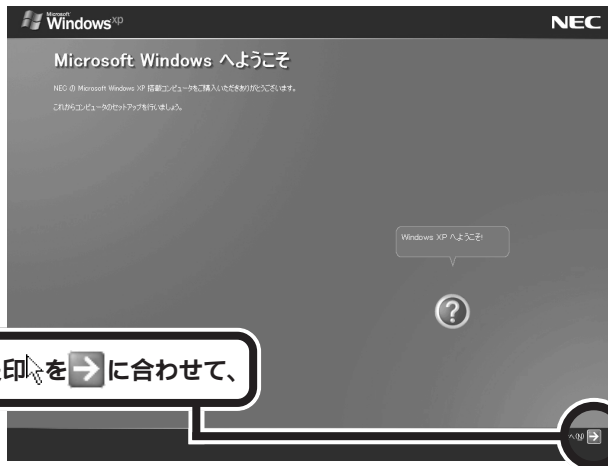 Microsoft
Windows xp
NEC
Microsoft Windows へようこそ
NEC の Microsoft Windows XP 搭載コンピュータをご購入いただきありがとうございます。
これからコンピュータのセットアップを行いましょう。
Windows XP へようこそ!
印を に合わせて、
へ(N)